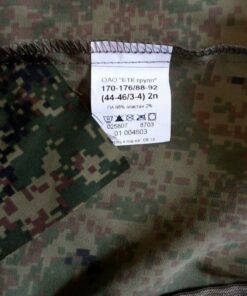 ОАО "БТК групп"
170-176/88-92
(44-46/3-4) 2п
ПА 98% эластан 2%
025807 8703
01 004603